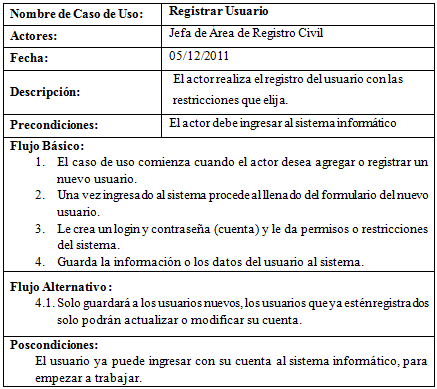 Nombre de Caso de Uso: Registrar Usuario
Actores: Jefa de Area de Registro Civil
Fecha: 05/12/2011
Descripción: El actor realiza el registro del usuario con las
restricciones que elija.
Precondiciones: El actor debe ingresar al sistema informático
Flujo Básico:
1. El caso de uso comienza cuando el actor desea agregar o registrar un
nuevo usuario.
2. Una vez ingresado al sistema procede al llenado del formulario del nuevo
usuario.
3. Le crea un login y contraseña (cuenta) y le da permisos o restricciones
del sistema.
4. Guarda la información o los datos del usuario al sistema.
Flujo Alternativo:
4.1. Solo guardará a los usuarios nuevos, los usuarios que ya estén registrados
solo podrán actualizar o modificar su cuenta.
Poscondiciones:
El usuario ya puede ingresar con su cuenta al sistema informático, para
empezar a trabajar.